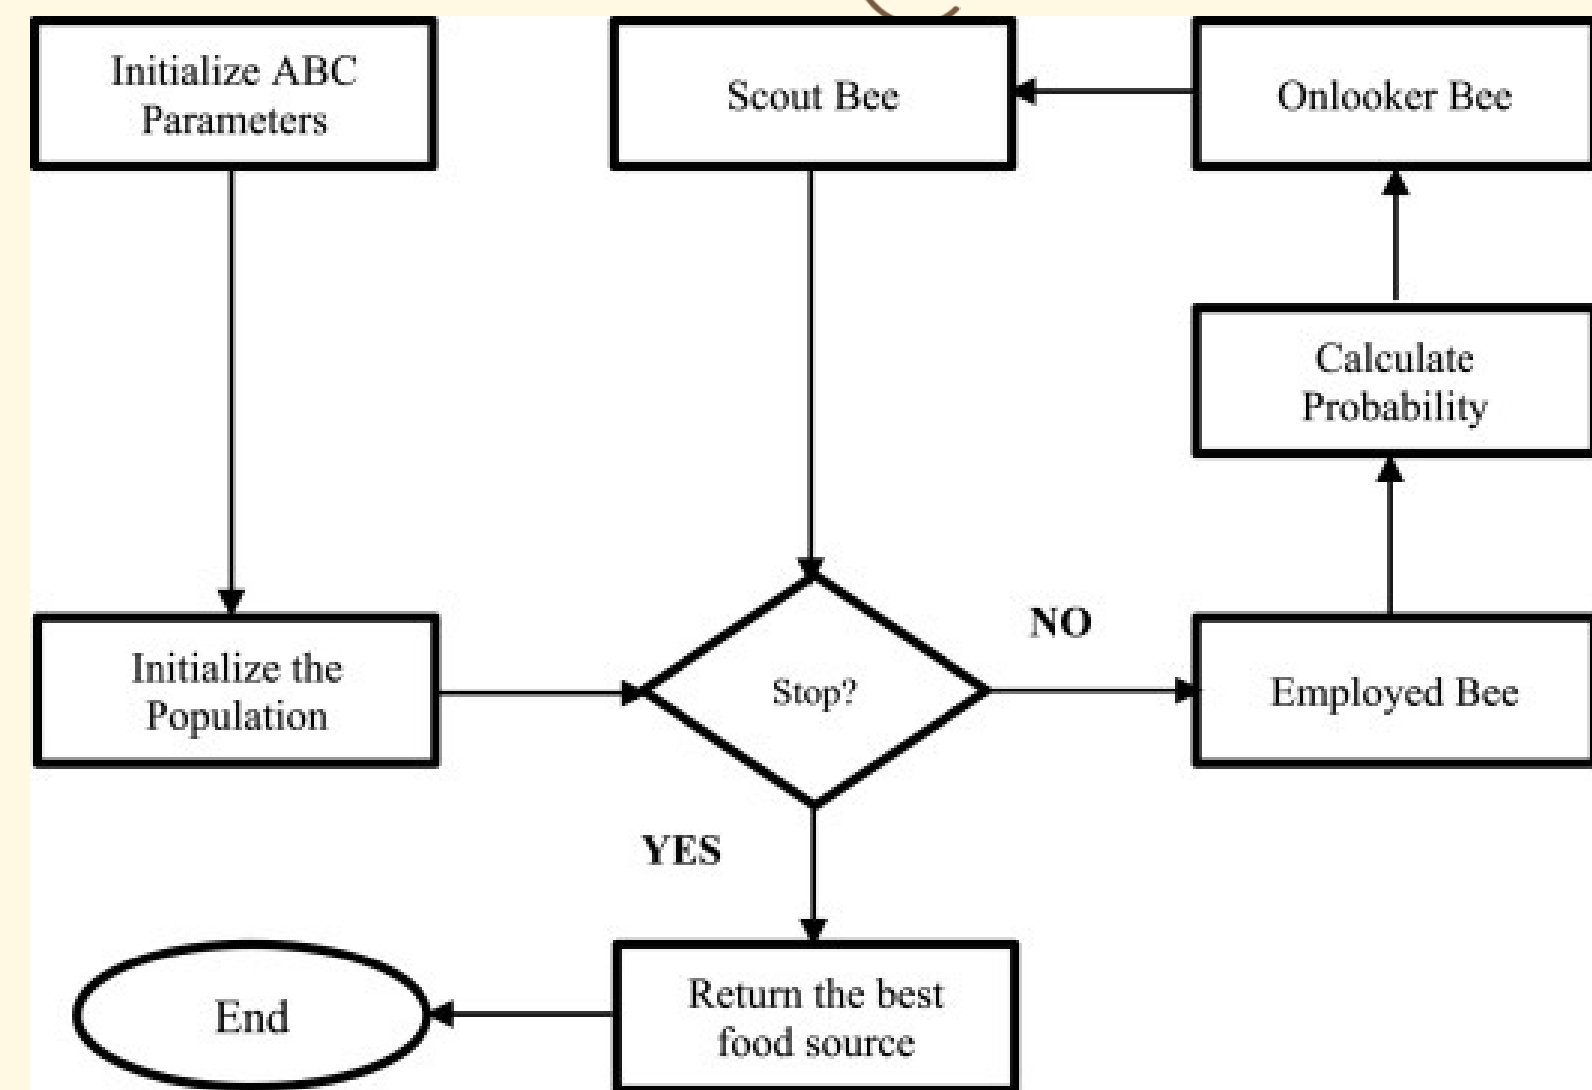 Initialize ABC
Parameters
Scout Bee
Onlooker Bee
Calculate
Probability
Initialize the
Population
Stop?
NO
Employed Bee
YES
End
Return the best
food source